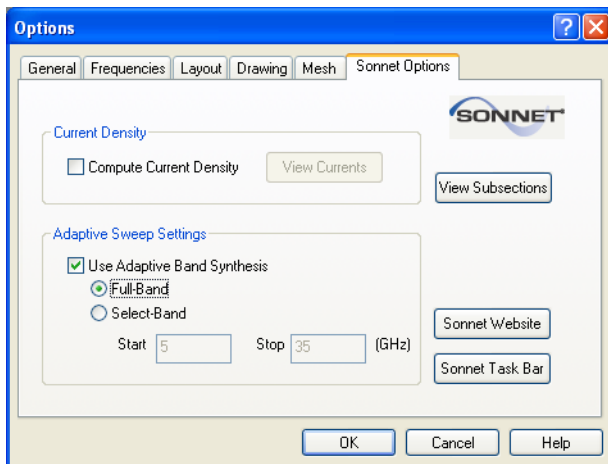 Options
General Frequencies Layout Drawing Mesh Sonnet Options
SONNET
Current Density
Compute Current Density View Currents
View Subsections
Adaptive Sweep Settings
Use Adaptive Band Synthesis
Full-Band
Select-Band
Start 5 Stop 35 (GHz)
Sonnet Website
Sonnet Task Bar
OK Cancel Help